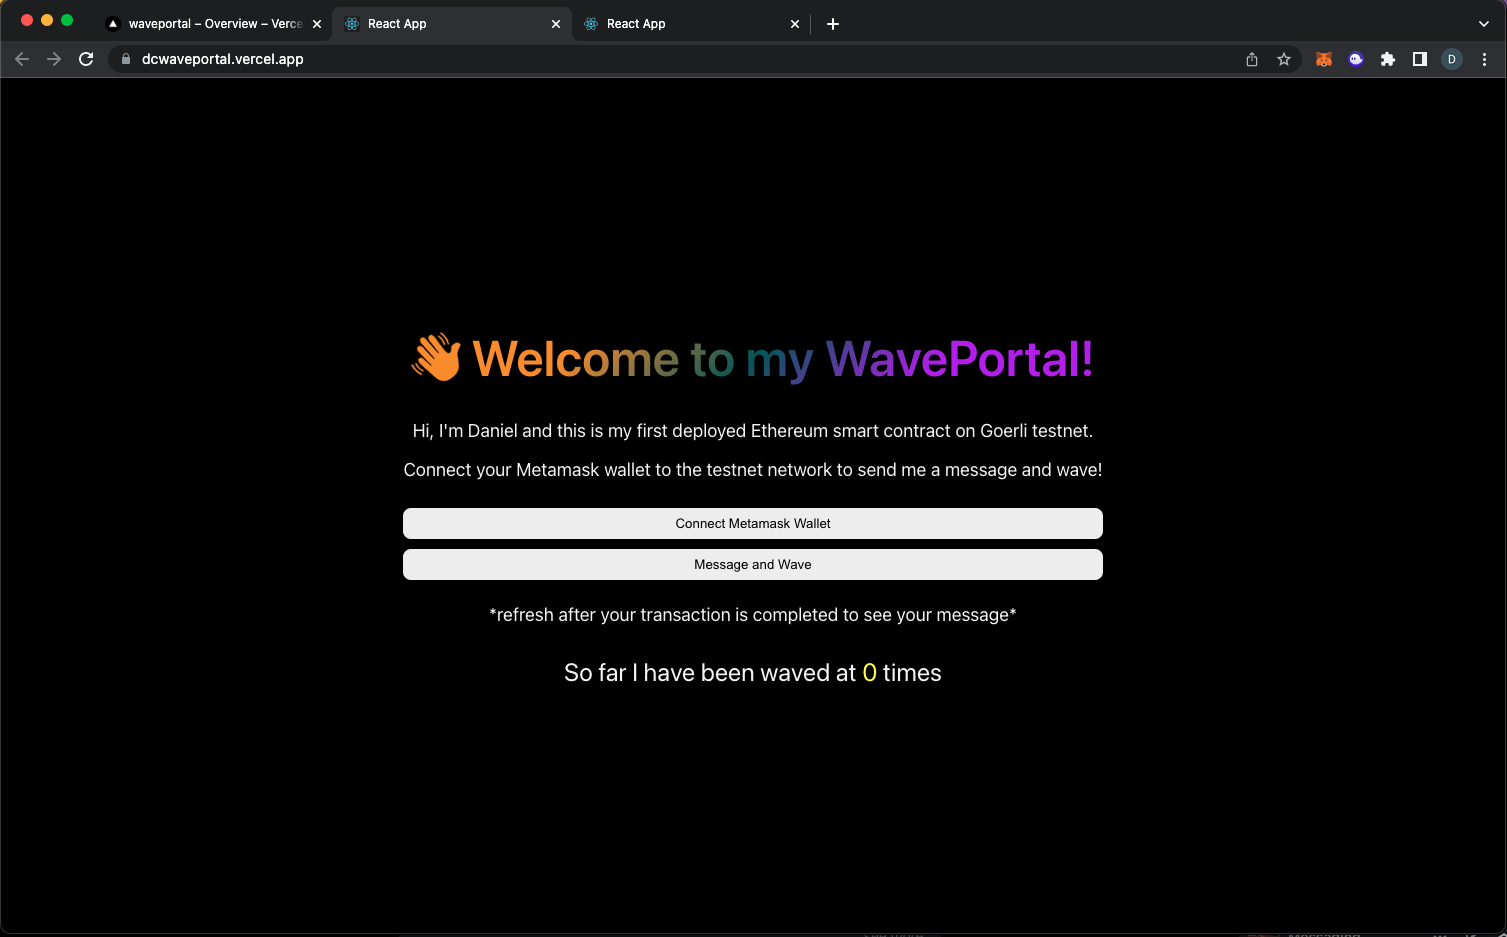 waveportal – Overview – Verce
React App
React App
dcwaveportal.vercel.app
D
👋 Welcome to my WavePortal!
Hi, I'm Daniel and this is my first deployed Ethereum smart contract on Goerli testnet.
Connect your Metamask wallet to the testnet network to send me a message and wave!
Connect Metamask Wallet
Message and Wave
*refresh after your transaction is completed to see your message*
So far I have been waved at 0 times